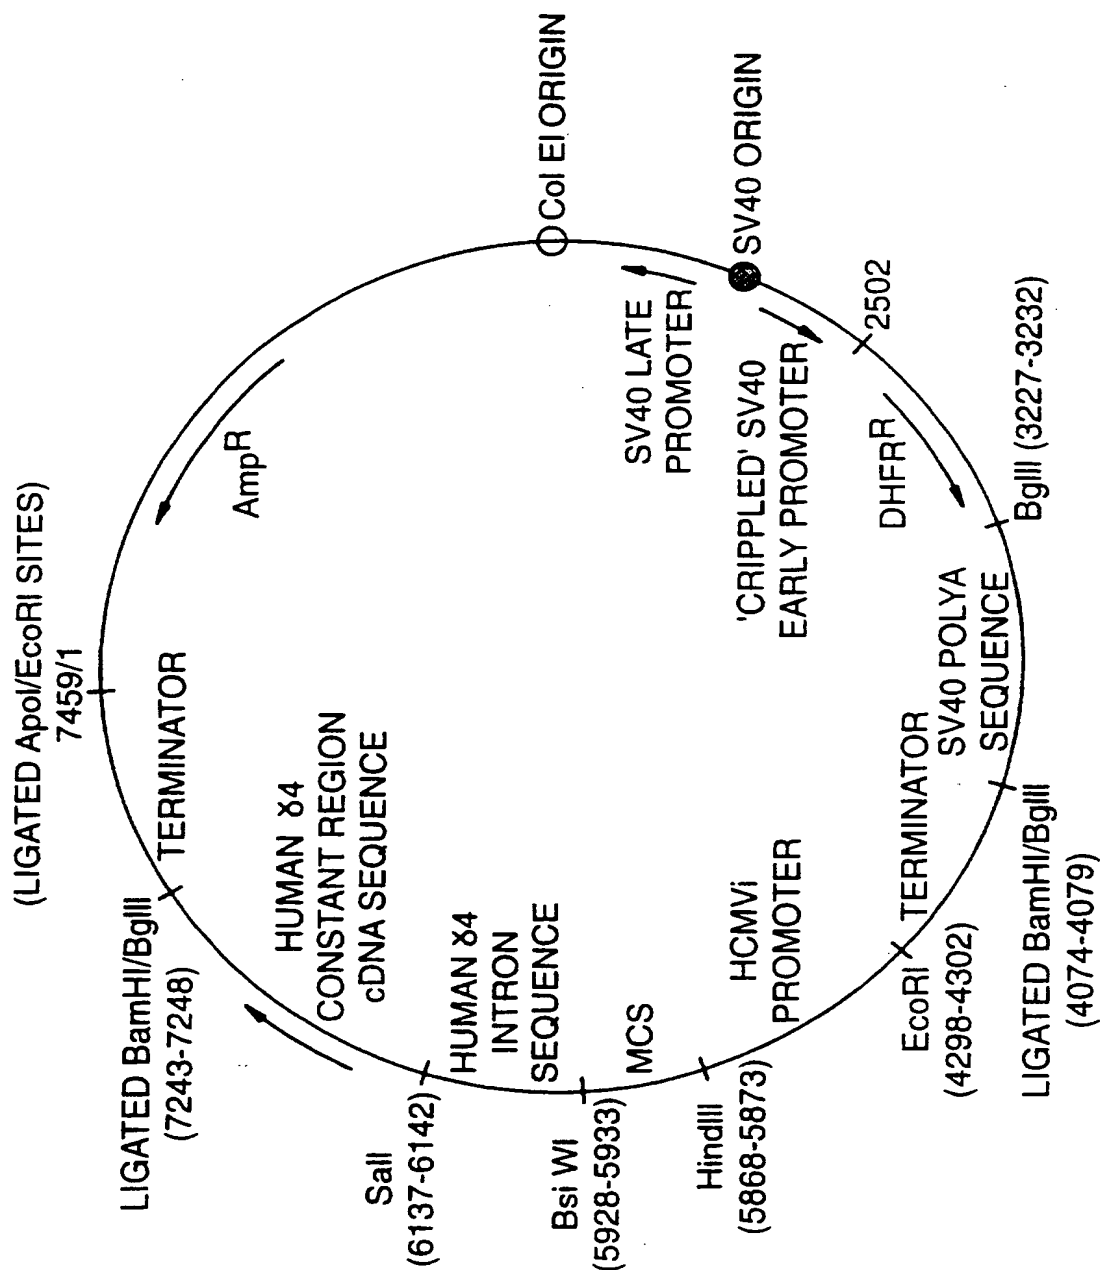 (LIGATED ApoI/EcoRI SITES)
7459/1
LIGATED BamHI/BglII
(7243-7248)
TERMINATOR
AmpR
HUMAN γ4
CONSTANT REGION
cDNA SEQUENCE
SalI
(6137-6142)
HUMAN γ4
INTRON
SEQUENCE
Bsi WI
(5928-5933)
MCS
HindIII
(5868-5873)
HCMVi
PROMOTER
EcoRI
(4298-4302)
TERMINATOR
LIGATED BamHI/BglII
(4074-4079)
SV40 POLYA
SEQUENCE
BglII (3227-3232)
DHFRR
2502
'CRIPPLED' SV40
EARLY PROMOTER
SV40 LATE
PROMOTER
SV40 ORIGIN
Col EI ORIGIN